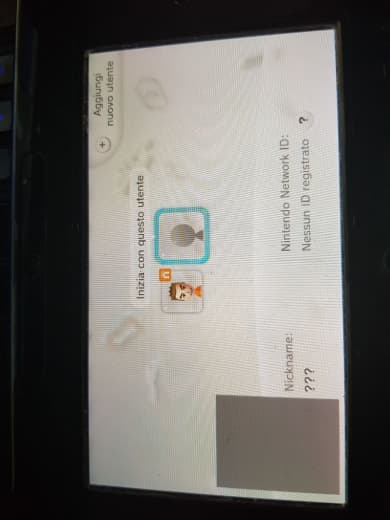 + Aggiungi
nuovo utente
Inizia con questo utente
n
Nickname:
???
Nintendo Network ID:
Nessun ID registrato ?